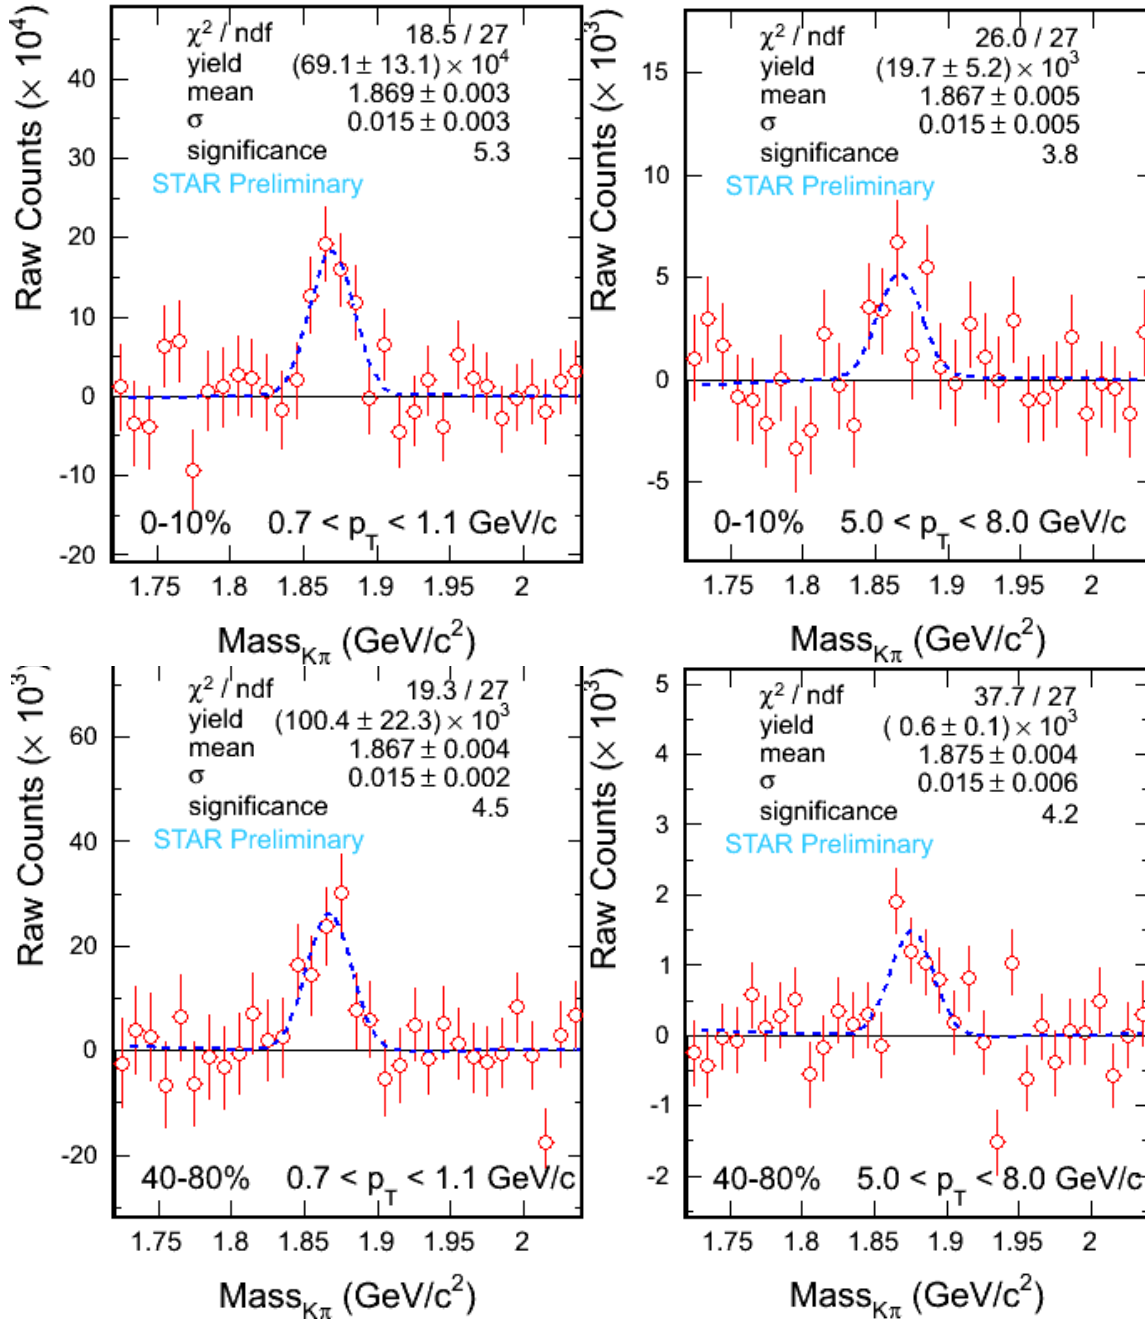 Raw Counts (× 10⁴)
χ² / ndf 18.5 / 27
yield (69.1 ± 13.1) × 10⁴
mean 1.869 ± 0.003
σ 0.015 ± 0.003
significance 5.3
STAR Preliminary
40
30
20
10
0
-10
-20
0-10% 0.7 < p_T < 1.1 GeV/c
1.75 1.8 1.85 1.9 1.95 2
Mass_Kπ (GeV/c²)
Raw Counts (× 10³)
χ² / ndf 26.0 / 27
yield (19.7 ± 5.2) × 10³
mean 1.867 ± 0.005
σ 0.015 ± 0.005
significance 3.8
STAR Preliminary
15
10
5
0
-5
0-10% 5.0 < p_T < 8.0 GeV/c
1.75 1.8 1.85 1.9 1.95 2
Mass_Kπ (GeV/c²)
Raw Counts (× 10³)
χ² / ndf 19.3 / 27
yield (100.4 ± 22.3) × 10³
mean 1.867 ± 0.004
σ 0.015 ± 0.002
significance 4.5
STAR Preliminary
60
40
20
0
-20
40-80% 0.7 < p_T < 1.1 GeV/c
1.75 1.8 1.85 1.9 1.95 2
Mass_Kπ (GeV/c²)
Raw Counts (× 10³)
χ² / ndf 37.7 / 27
yield ( 0.6 ± 0.1) × 10³
mean 1.875 ± 0.004
σ 0.015 ± 0.006
significance 4.2
STAR Preliminary
5
4
3
2
1
0
-1
-2
40-80% 5.0 < p_T < 8.0 GeV/c
1.75 1.8 1.85 1.9 1.95 2
Mass_Kπ (GeV/c²)